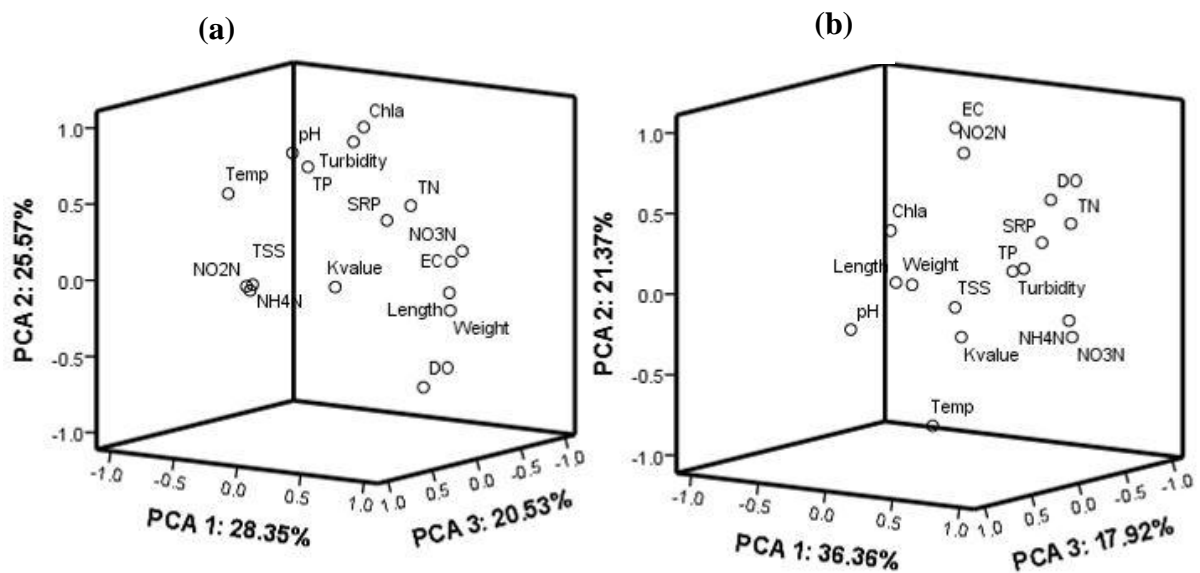 (a)
Chla
1.0
pH
Turbidity
TP
Temp
0.5
TN
SRP
NO3N
TSS
EC
NO2N
Kvalue
0.0
NH4N
Length
Weight
-0.5
DO
-1.0
PCA 2: 25.57%
-1.0 -0.5 0.0 0.5 1.0
PCA 1: 28.35%
1.0 0.5 0.0 -0.5 -1.0
PCA 3: 20.53%
(b)
EC
1.0
NO2N
DO
0.5
Chla
TN
SRP
TP
Length Weight
TSS
Turbidity
0.0
pH
NH4N
Kvalue
NO3N
-0.5
Temp
-1.0
PCA 2: 21.37%
-1.0 -0.5 0.0 0.5 1.0
PCA 1: 36.36%
1.0 0.5 0.0 -0.5 -1.0
PCA 3: 17.92%